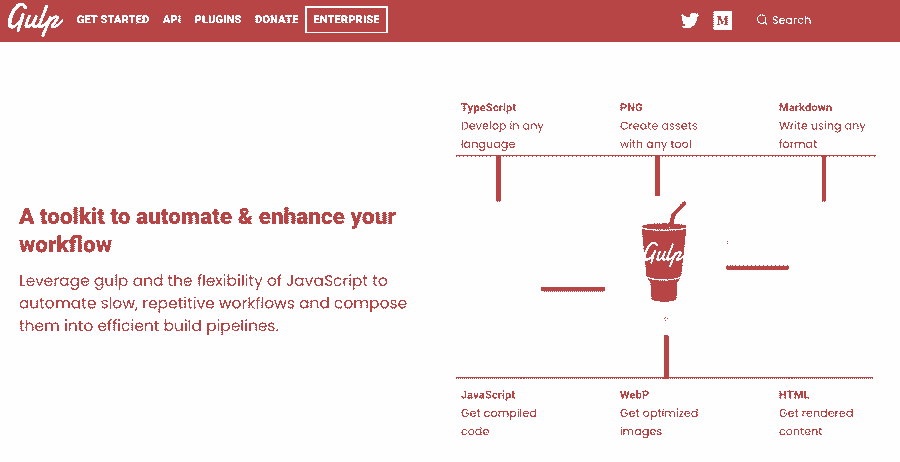 Gulp GET STARTED API PLUGINS DONATE ENTERPRISE M Search
A toolkit to automate & enhance your
workflow
Leverage gulp and the flexibility of JavaScript to
automate slow, repetitive workflows and compose
them into efficient build pipelines.
TypeScript
Develop in any
language
PNG
Create assets
with any tool
Markdown
Write using any
format
Gulp
JavaScript
Get compiled
code
WebP
Get optimized
images
HTML
Get rendered
content